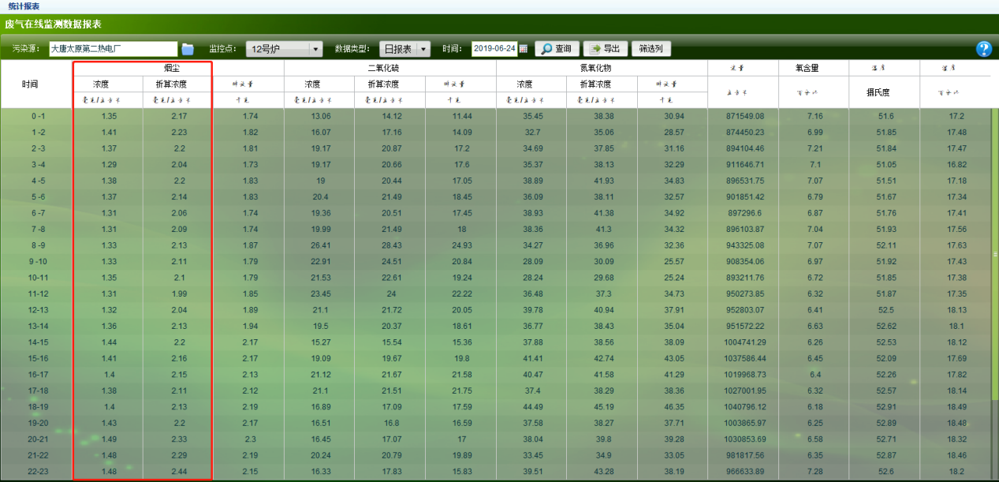 统计报表
废气在线监测数据报表
污染源： 大唐太原第二热电厂 监控点： 12号炉 数据类型： 日报表 时间： 2019-06-24 查询 导出 筛选列
时间 烟尘 二氧化硫 氮氧化物 流量 氧含量 温度 湿度
浓度 折算浓度 排放量 浓度 折算浓度 排放量 浓度 折算浓度 排放量 立方米 百分比 摄氏度 百分比
毫克/立方米 毫克/立方米 千克 毫克/立方米 毫克/立方米 千克 毫克/立方米 毫克/立方米 千克
0 -1 1.35 2.17 1.74 13.06 14.12 11.44 35.45 38.38 30.94 871549.08 7.16 51.6 17.2
1 -2 1.41 2.23 1.82 16.07 17.16 14.09 32.7 35.06 28.57 874450.23 6.99 51.85 17.48
2 -3 1.37 2.2 1.81 19.17 20.87 17.2 34.69 37.85 31.16 894104.46 7.21 51.84 17.47
3 -4 1.29 2.04 1.73 19.17 20.66 17.6 35.37 38.13 32.29 911646.71 7.1 51.05 16.82
4 -5 1.38 2.2 1.83 19 20.44 17.05 38.89 41.93 34.83 896531.75 7.07 51.51 17.18
5 -6 1.37 2.14 1.83 20.4 21.49 18.45 36.09 38.11 32.57 901851.42 6.79 51.67 17.34
6 -7 1.31 2.06 1.74 19.36 20.51 17.45 38.93 41.38 34.92 897296.6 6.87 51.76 17.41
7 -8 1.31 2.09 1.74 19.99 21.49 18 38.36 41.3 34.32 896103.87 7.04 51.93 17.56
8 -9 1.33 2.13 1.87 26.41 28.43 24.93 34.27 36.96 32.36 943325.08 7.07 52.11 17.63
9 -10 1.33 2.11 1.79 22.91 24.51 20.84 28.09 30.09 25.57 908354.06 6.97 51.92 17.43
10-11 1.35 2.1 1.79 21.53 22.61 19.24 28.24 29.68 25.24 893211.76 6.72 51.85 17.38
11-12 1.31 1.99 1.85 23.45 24 22.22 36.48 37.3 34.73 950273.85 6.32 51.87 17.35
12-13 1.32 2.04 1.89 21.1 21.72 20.05 39.78 40.94 37.91 952803.07 6.41 52.5 18.13
13-14 1.36 2.13 1.94 19.5 20.37 18.61 36.77 38.43 35.04 951572.22 6.63 52.62 18.1
14-15 1.44 2.2 2.17 15.27 15.54 15.36 37.88 38.56 38.09 1004741.29 6.26 52.53 18.12
15-16 1.41 2.16 2.17 19.09 19.67 19.8 41.41 42.74 43.05 1037586.44 6.45 52.09 17.69
16-17 1.4 2.15 2.13 21.12 21.67 21.58 40.47 41.58 41.29 1019968.73 6.4 52.26 17.82
17-18 1.38 2.11 2.12 21.1 21.51 21.75 37.4 38.29 38.36 1027001.95 6.32 52.57 18.14
18-19 1.4 2.13 2.19 16.89 17.09 17.59 44.49 45.19 46.35 1040796.12 6.18 52.91 18.49
19-20 1.43 2.2 2.17 16.51 16.8 16.59 37.58 38.27 37.71 1003865.97 6.25 52.89 18.48
20-21 1.49 2.33 2.3 16.45 17.07 17 38.04 39.8 39.28 1030853.69 6.58 52.71 18.32
21-22 1.48 2.29 2.19 20.24 20.79 19.89 33.45 34.9 33.05 981817.56 6.35 52.87 18.46
22-23 1.48 2.44 2.15 16.33 17.83 15.83 39.51 43.28 38.19 966633.89 7.28 52.6 18.2